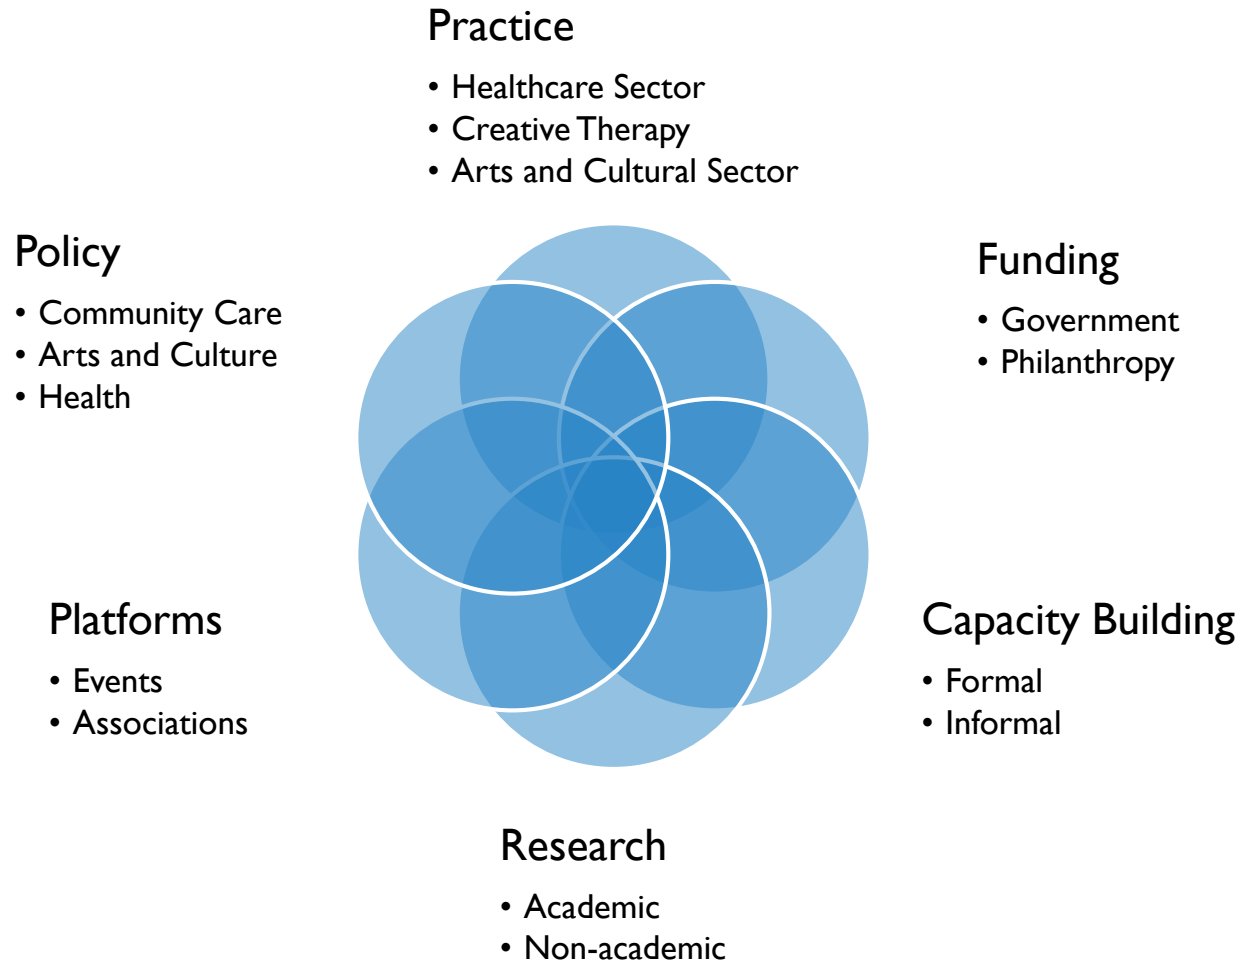 Practice
• Healthcare Sector
• Creative Therapy
• Arts and Cultural Sector
Policy
• Community Care
• Arts and Culture
• Health
Funding
• Government
• Philanthropy
Platforms
• Events
• Associations
Capacity Building
• Formal
• Informal
Research
• Academic
• Non-academic